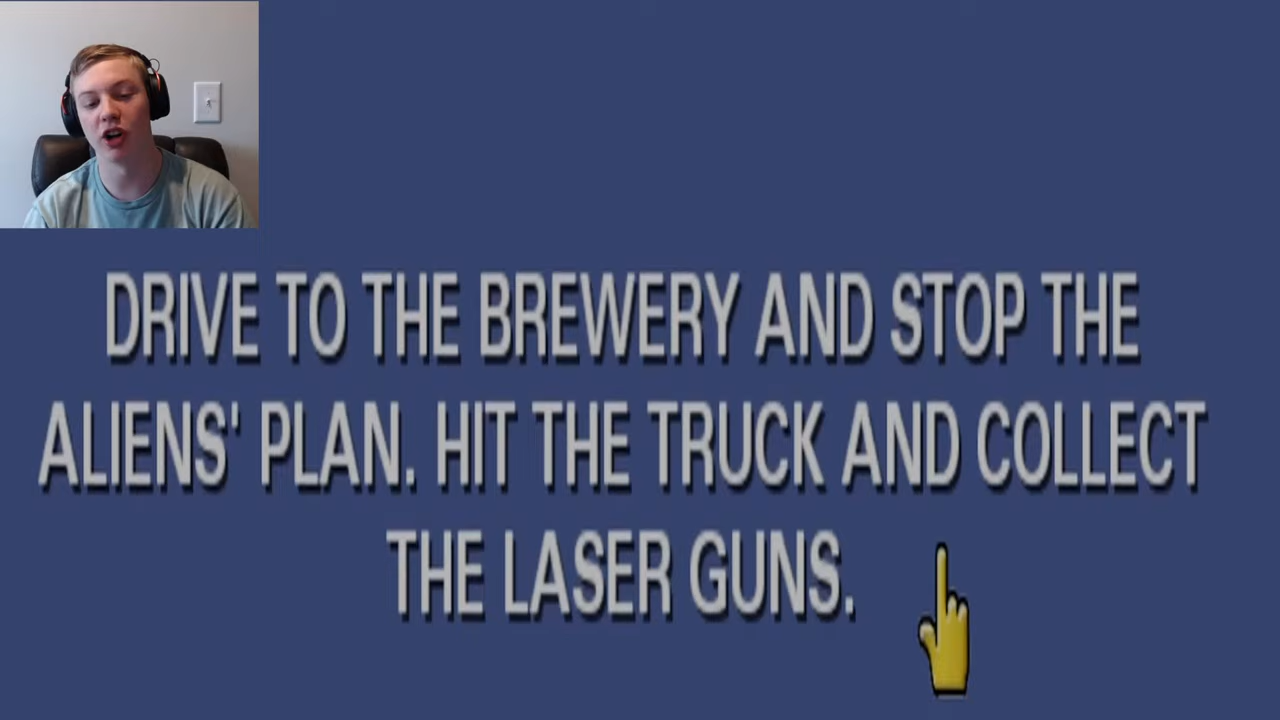 DRIVE TO THE BREWERY AND STOP THE
ALIENS' PLAN. HIT THE TRUCK AND COLLECT
THE LASER GUNS.